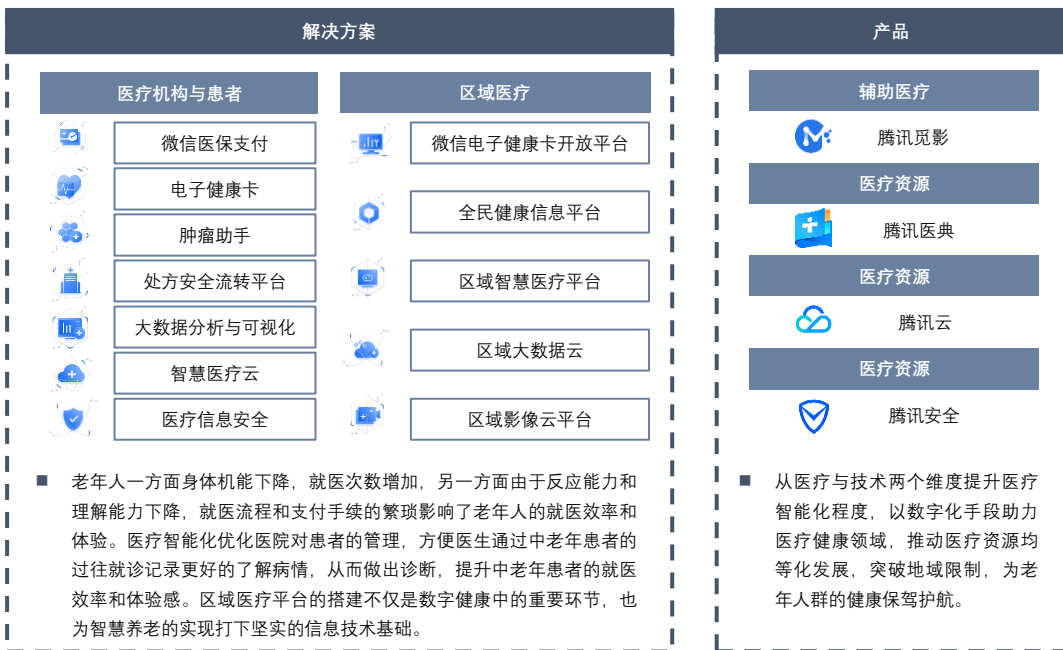 解决方案
医疗机构与患者
微信医保支付
电子健康卡
肿瘤助手
处方安全流转平台
大数据分析与可视化
智慧医疗云
医疗信息安全
区域医疗
微信电子健康卡开放平台
全民健康信息平台
区域智慧医疗平台
区域大数据云
区域影像云平台
老年人一方面身体机能下降，就医次数增加，另一方面由于反应能力和
理解能力下降，就医流程和支付手续的繁琐影响了老年人的就医效率和
体验。医疗智能化优化医院对患者的管理，方便医生通过中老年患者的
过往就诊记录更好的了解病情，从而做出诊断，提升中老年患者的就医
效率和体验感。区域医疗平台的搭建不仅是数字健康中的重要环节，也
为智慧养老的实现打下坚实的信息技术基础。
产品
辅助医疗
腾讯觅影
医疗资源
腾讯医典
医疗资源
腾讯云
医疗资源
腾讯安全
从医疗与技术两个维度提升医疗
智能化程度，以数字化手段助力
医疗健康领域，推动医疗资源均
等化发展，突破地域限制，为老
年人群的健康保驾护航。